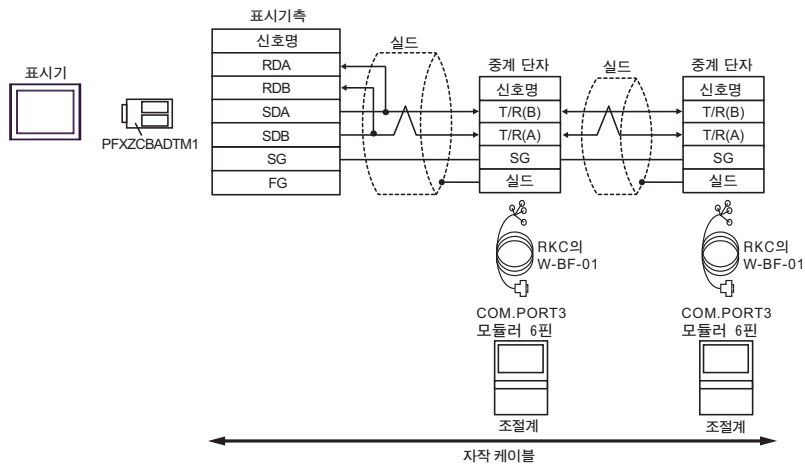 표시기
PFXZCBADTM1
표시기측
신호명
RDA
RDB
SDA
SDB
SG
FG
실드
중계 단자
신호명
T/R(B)
T/R(A)
SG
실드
실드
중계 단자
신호명
T/R(B)
T/R(A)
SG
실드
RKC의
W-BF-01
COM.PORT3
모듈러 6핀
조절계
RKC의
W-BF-01
COM.PORT3
모듈러 6핀
조절계
자작 케이블